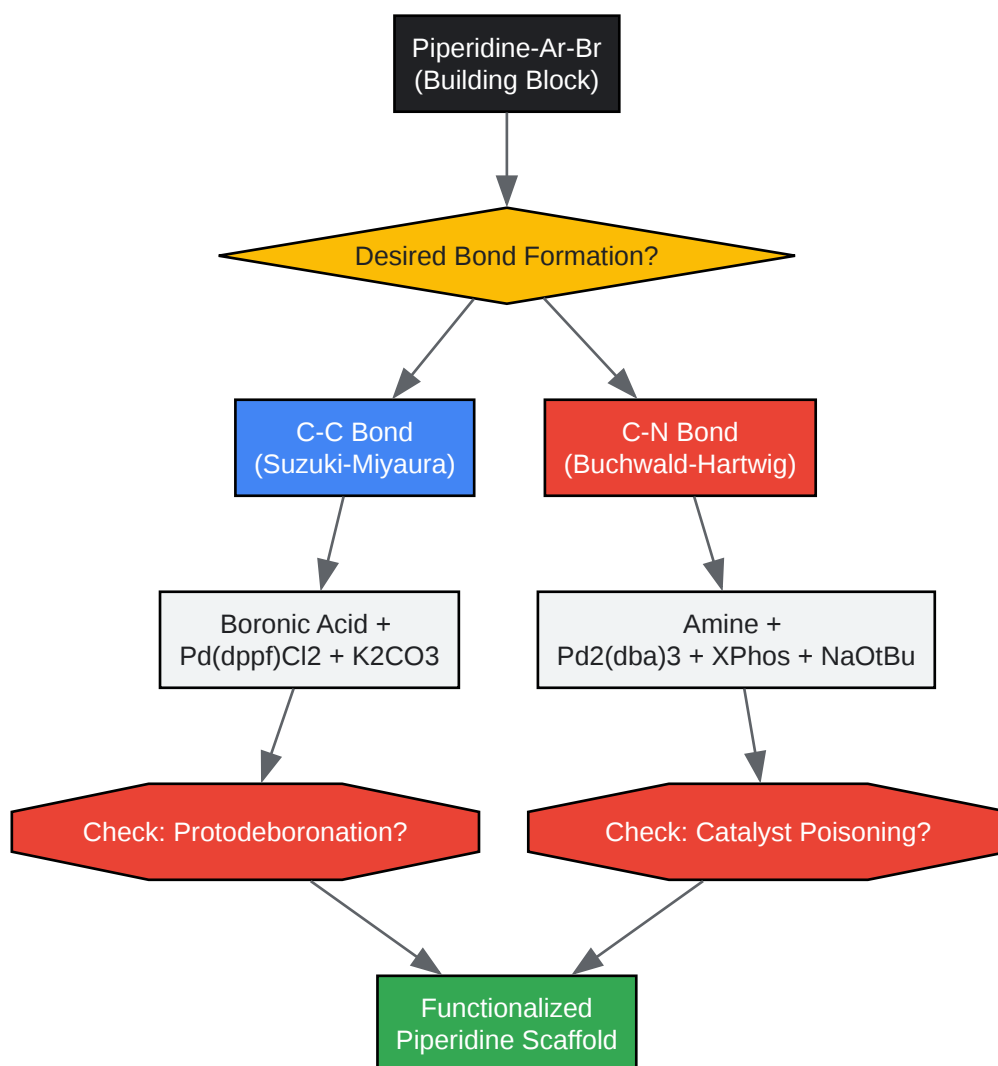 Piperidine-Ar-Br
(Building Block)
Desired Bond Formation?
C-C Bond
(Suzuki-Miyaura)
C-N Bond
(Buchwald-Hartwig)
Boronic Acid +
Pd(dppf)Cl2 + K2CO3
Amine +
Pd2(dba)3 + XPhos + NaOtBu
Check: Protodeboronation?
Check: Catalyst Poisoning?
Functionalized
Piperidine Scaffold